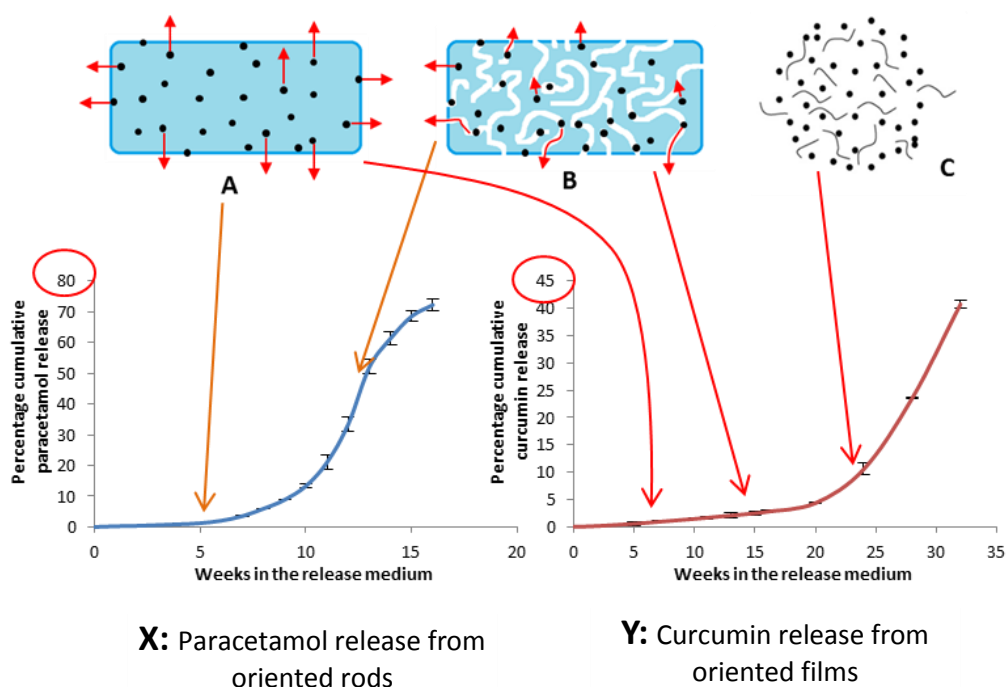 A
B
C
80
70
60
50
40
30
20
10
0
Percentage cumulative
paracetamol release
0 5 10 15 20
Weeks in the release medium
45
40
35
30
25
20
15
10
5
0
Percentage cumulative
curcumin release
0 5 10 15 20 25 30 35
Weeks in the release medium
X: Paracetamol release from
oriented rods
Y: Curcumin release from
oriented films